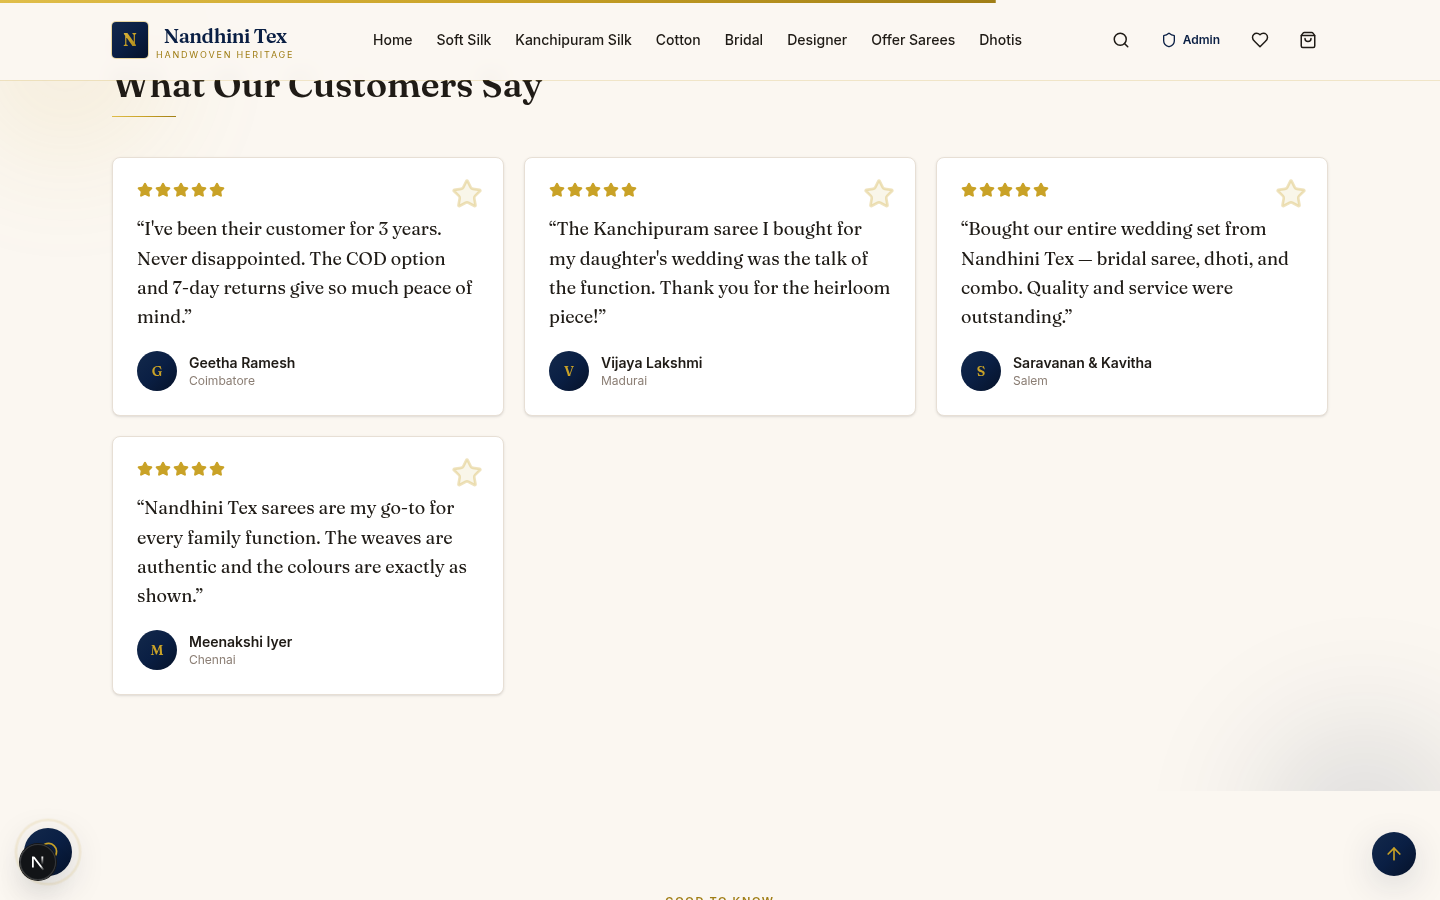 N
Nandhini Tex
HANDWOVEN HERITAGE
Home
Soft Silk
Kanchipuram Silk
Cotton
Bridal
Designer
Offer Sarees
Dhotis
Admin
What Our Customers Say
“I've been their customer for 3 years.
Never disappointed. The COD option
and 7-day returns give so much peace of
mind.”
G
Geetha Ramesh
Coimbatore
“The Kanchipuram saree I bought for
my daughter's wedding was the talk of
the function. Thank you for the heirloom
piece!”
V
Vijaya Lakshmi
Madurai
“Bought our entire wedding set from
Nandhini Tex — bridal saree, dhoti, and
combo. Quality and service were
outstanding.”
S
Saravanan & Kavitha
Salem
“Nandhini Tex sarees are my go-to for
every family function. The weaves are
authentic and the colours are exactly as
shown.”
M
Meenakshi Iyer
Chennai
N
GOOD TO KNOW